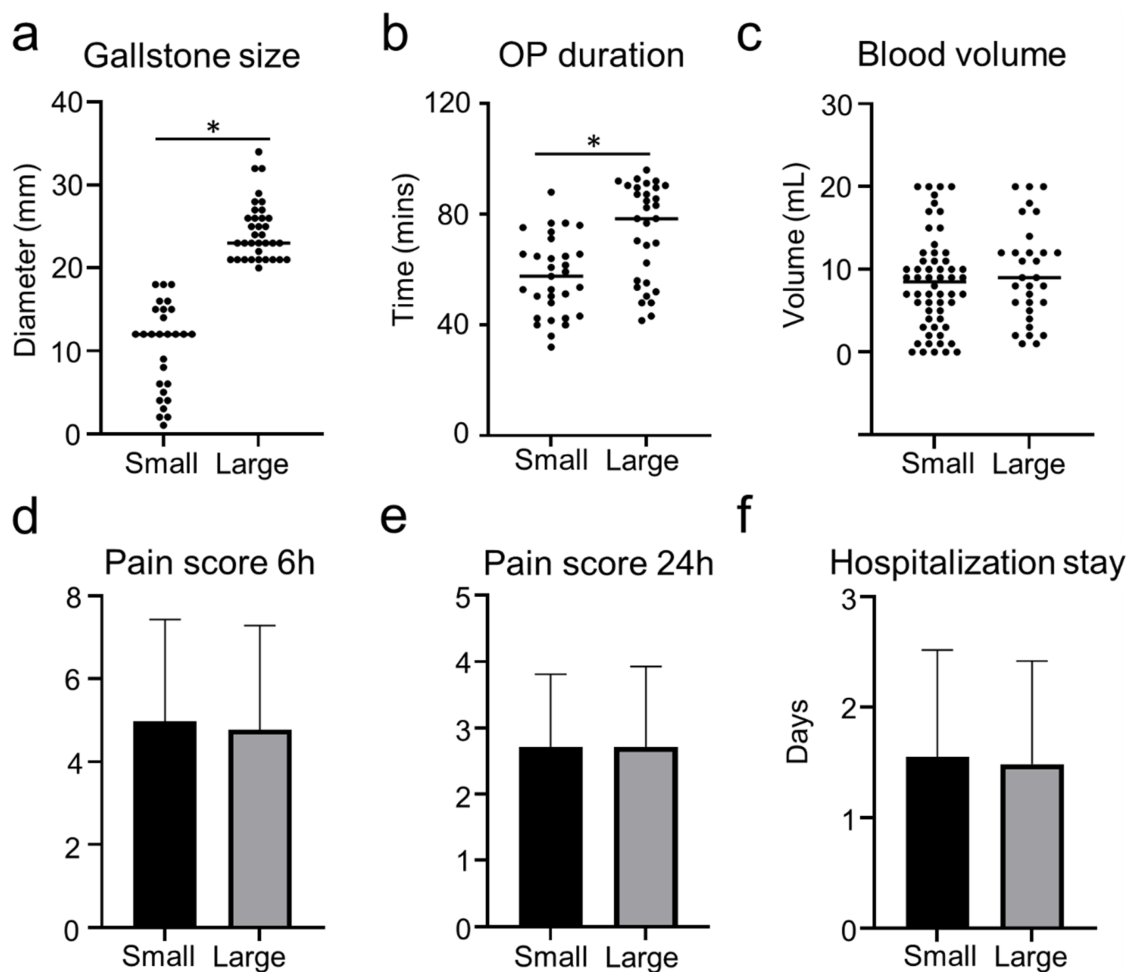 a
Gallstone size
40
30
20
10
0
Diameter (mm)
*
Small Large
b
OP duration
120
80
40
0
Time (mins)
*
Small Large
c
Blood volume
30
20
10
0
Volume (mL)
Small Large
d
Pain score 6h
8
6
4
2
0
Small Large
e
Pain score 24h
5
4
3
2
1
0
Small Large
f
Hospitalization stay
3
2
1
0
Days
Small Large